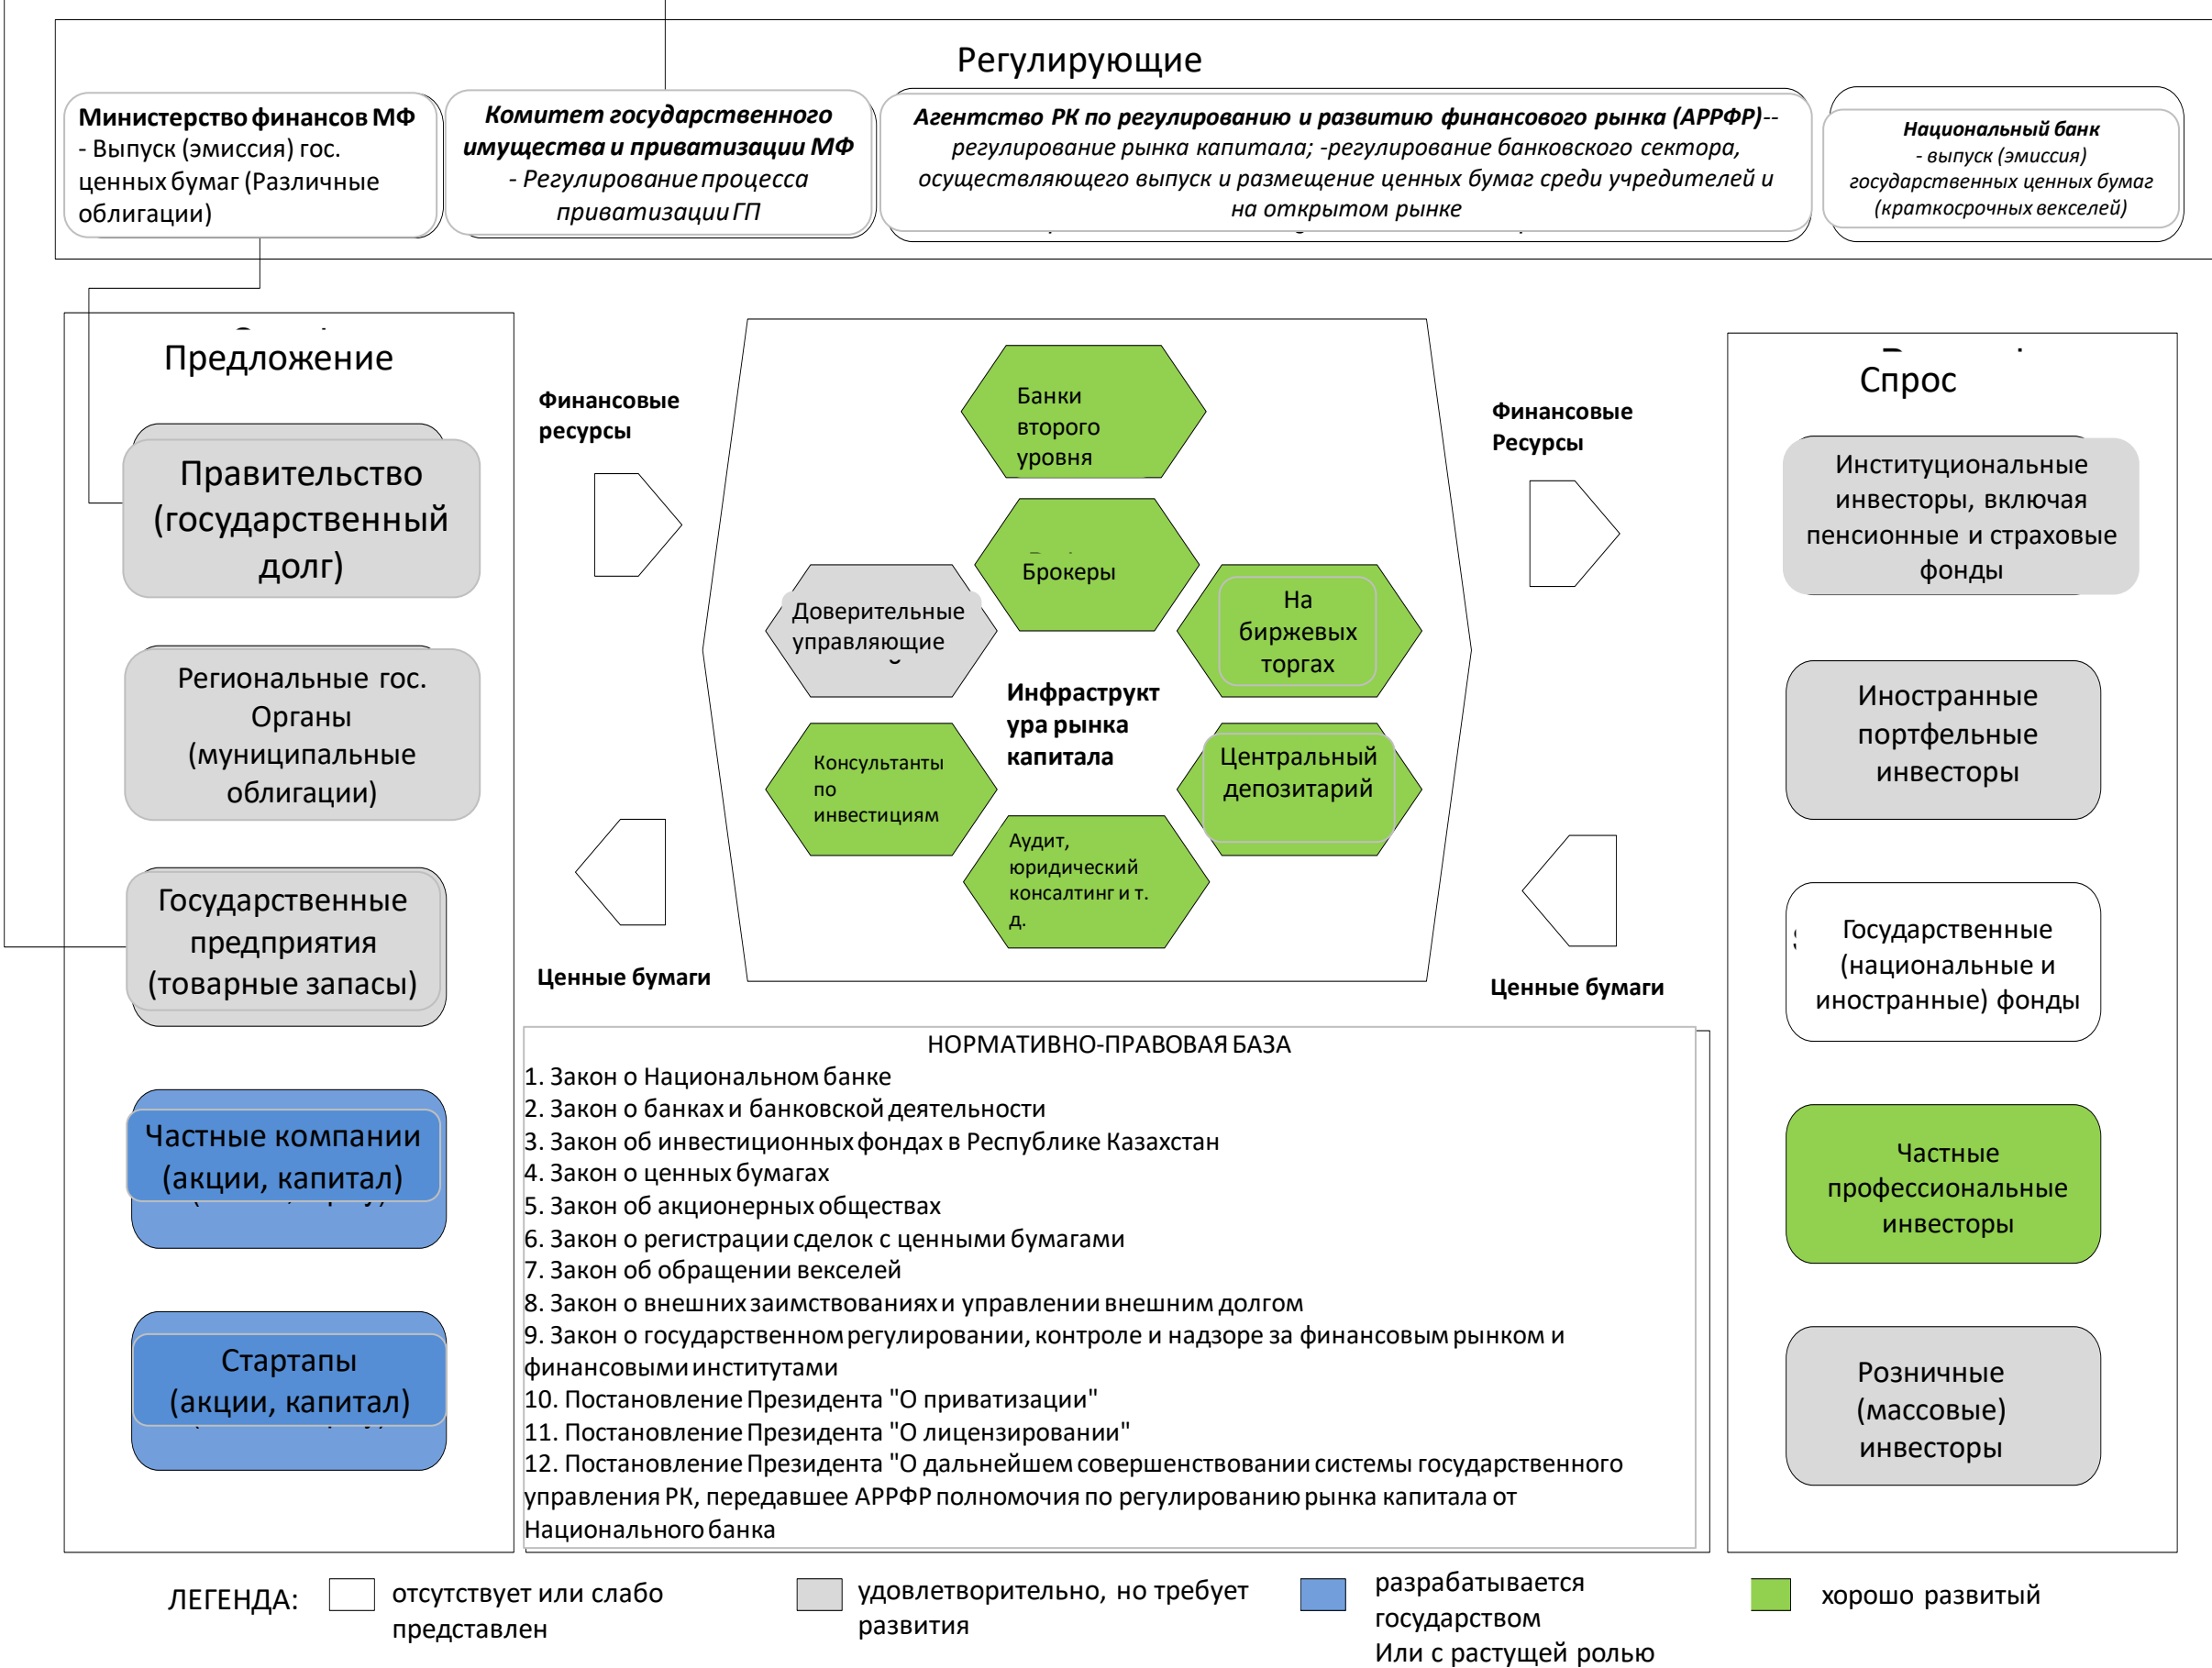 Регулирующие
Министерство финансов МФ
- Выпуск (эмиссия) гос.
ценных бумаг (Различные
облигации)
Комитет государственного
имущества и приватизации МФ
- Регулирование процесса
приватизации ГП
Агентство РК по регулированию и развитию финансового рынка (АРРФР)--
регулирование рынка капитала; -регулирование банковского сектора,
осуществляющего выпуск и размещение ценных бумаг среди учредителей и
на открытом рынке
Национальный банк
- выпуск (эмиссия)
государственных ценных бумаг
(краткосрочных векселей)
Предложение
Правительство
(государственный
долг)
Региональные гос.
Органы
(муниципальные
облигации)
Государственные
предприятия
(товарные запасы)
Частные компании
(акции, капитал)
Стартапы
(акции, капитал)
Финансовые
ресурсы
Ценные бумаги
Банки
второго
уровня
Брокеры
Доверительные
управляющие
На
биржевых
торгах
Инфраструкт
ура рынка
капитала
Консультанты
по
инвестициям
Центральный
депозитарий
Аудит,
юридический
консалтинг и т.
д.
Финансовые
Ресурсы
Ценные бумаги
Спрос
Институциональные
инвесторы, включая
пенсионные и страховые
фонды
Иностранные
портфельные
инвесторы
Государственные
(национальные и
иностранные) фонды
Частные
профессиональные
инвесторы
Розничные
(массовые)
инвесторы
НОРМАТИВНО-ПРАВОВАЯ БАЗА
1. Закон о Национальном банке
2. Закон о банках и банковской деятельности
3. Закон об инвестиционных фондах в Республике Казахстан
4. Закон о ценных бумагах
5. Закон об акционерных обществах
6. Закон о регистрации сделок с ценными бумагами
7. Закон об обращении векселей
8. Закон о внешних заимствованиях и управлении внешним долгом
9. Закон о государственном регулировании, контроле и надзоре за финансовым рынком и
финансовыми институтами
10. Постановление Президента "О приватизации"
11. Постановление Президента "О лицензировании"
12. Постановление Президента "О дальнейшем совершенствовании системы государственного
управления РК, передавшее АРРФР полномочия по регулированию рынка капитала от
Национального банка
ЛЕГЕНДА:
отсутствует или слабо
представлен
удовлетворительно, но требует
развития
разрабатывается
государством
Или с растущей ролью
хорошо развитый